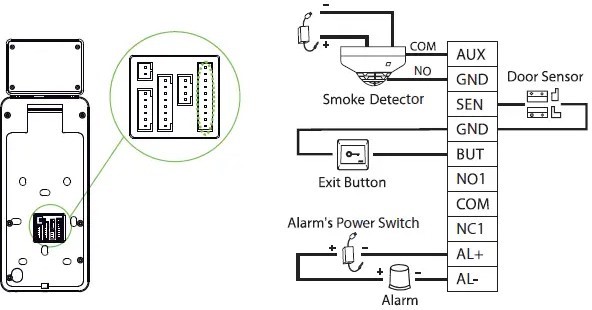 −
+
COM
AUX
NO
GND
Door Sensor
Smoke Detector
SEN
GND
BUT
Exit Button
NO1
COM
Alarm's Power Switch
NC1
+ −
AL+
+ −
AL-
Alarm